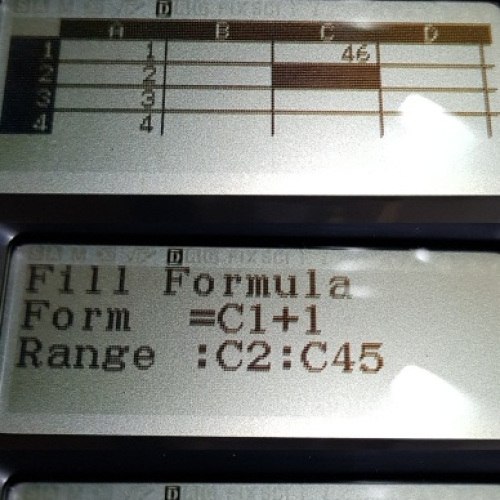 D
A B C D
1 1 46
2 2
3 3
4 4
D
Fill Formula
Form =C1+1
Range :C2:C45
D